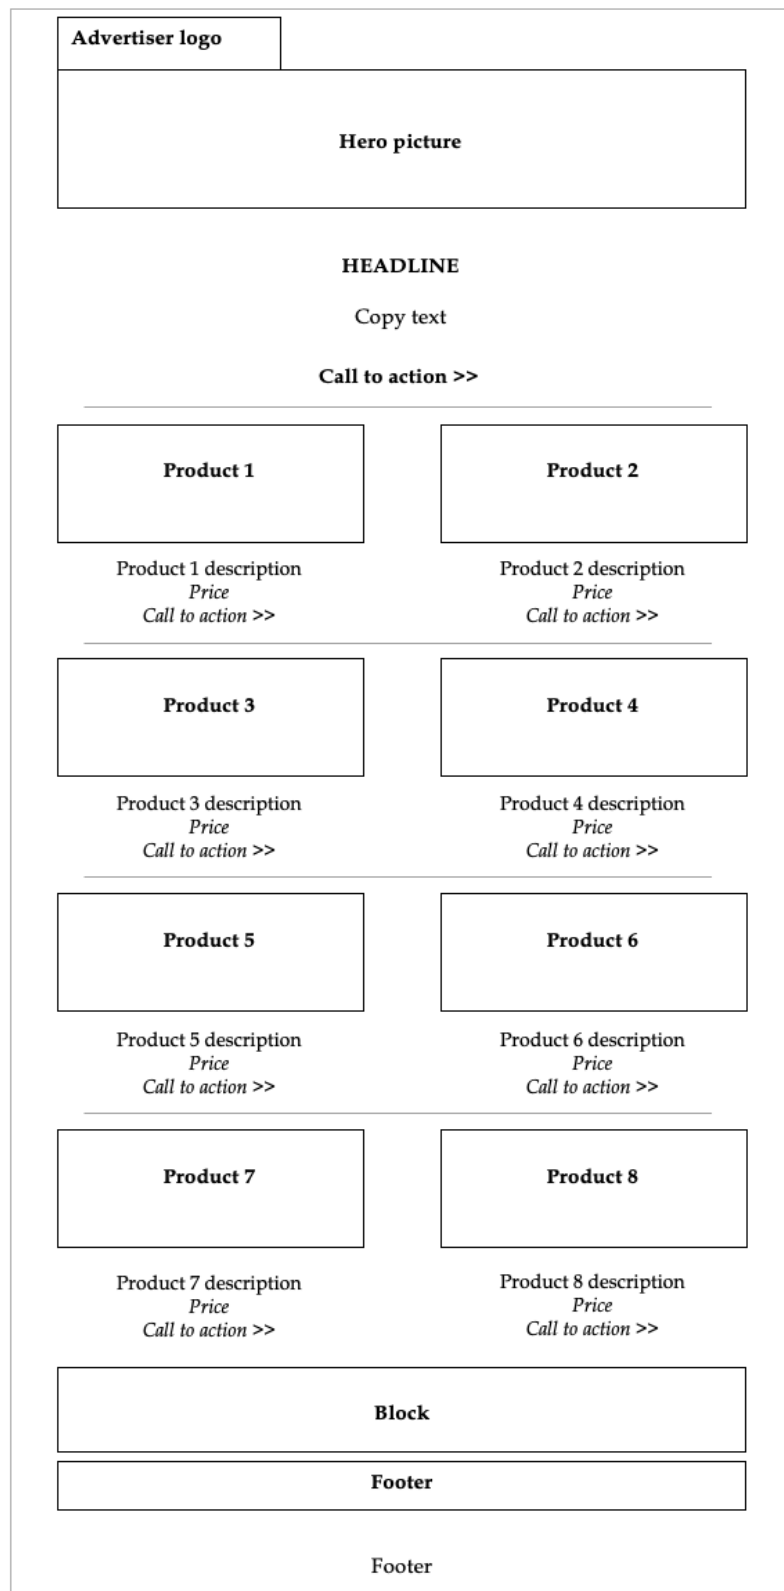 Advertiser logo
Hero picture
HEADLINE
Copy text
Call to action >>
Product 1
Product 2
Product 1 description
Price
Call to action >>
Product 2 description
Price
Call to action >>
Product 3
Product 4
Product 3 description
Price
Call to action >>
Product 4 description
Price
Call to action >>
Product 5
Product 6
Product 5 description
Price
Call to action >>
Product 6 description
Price
Call to action >>
Product 7
Product 8
Product 7 description
Price
Call to action >>
Product 8 description
Price
Call to action >>
Block
Footer
Footer